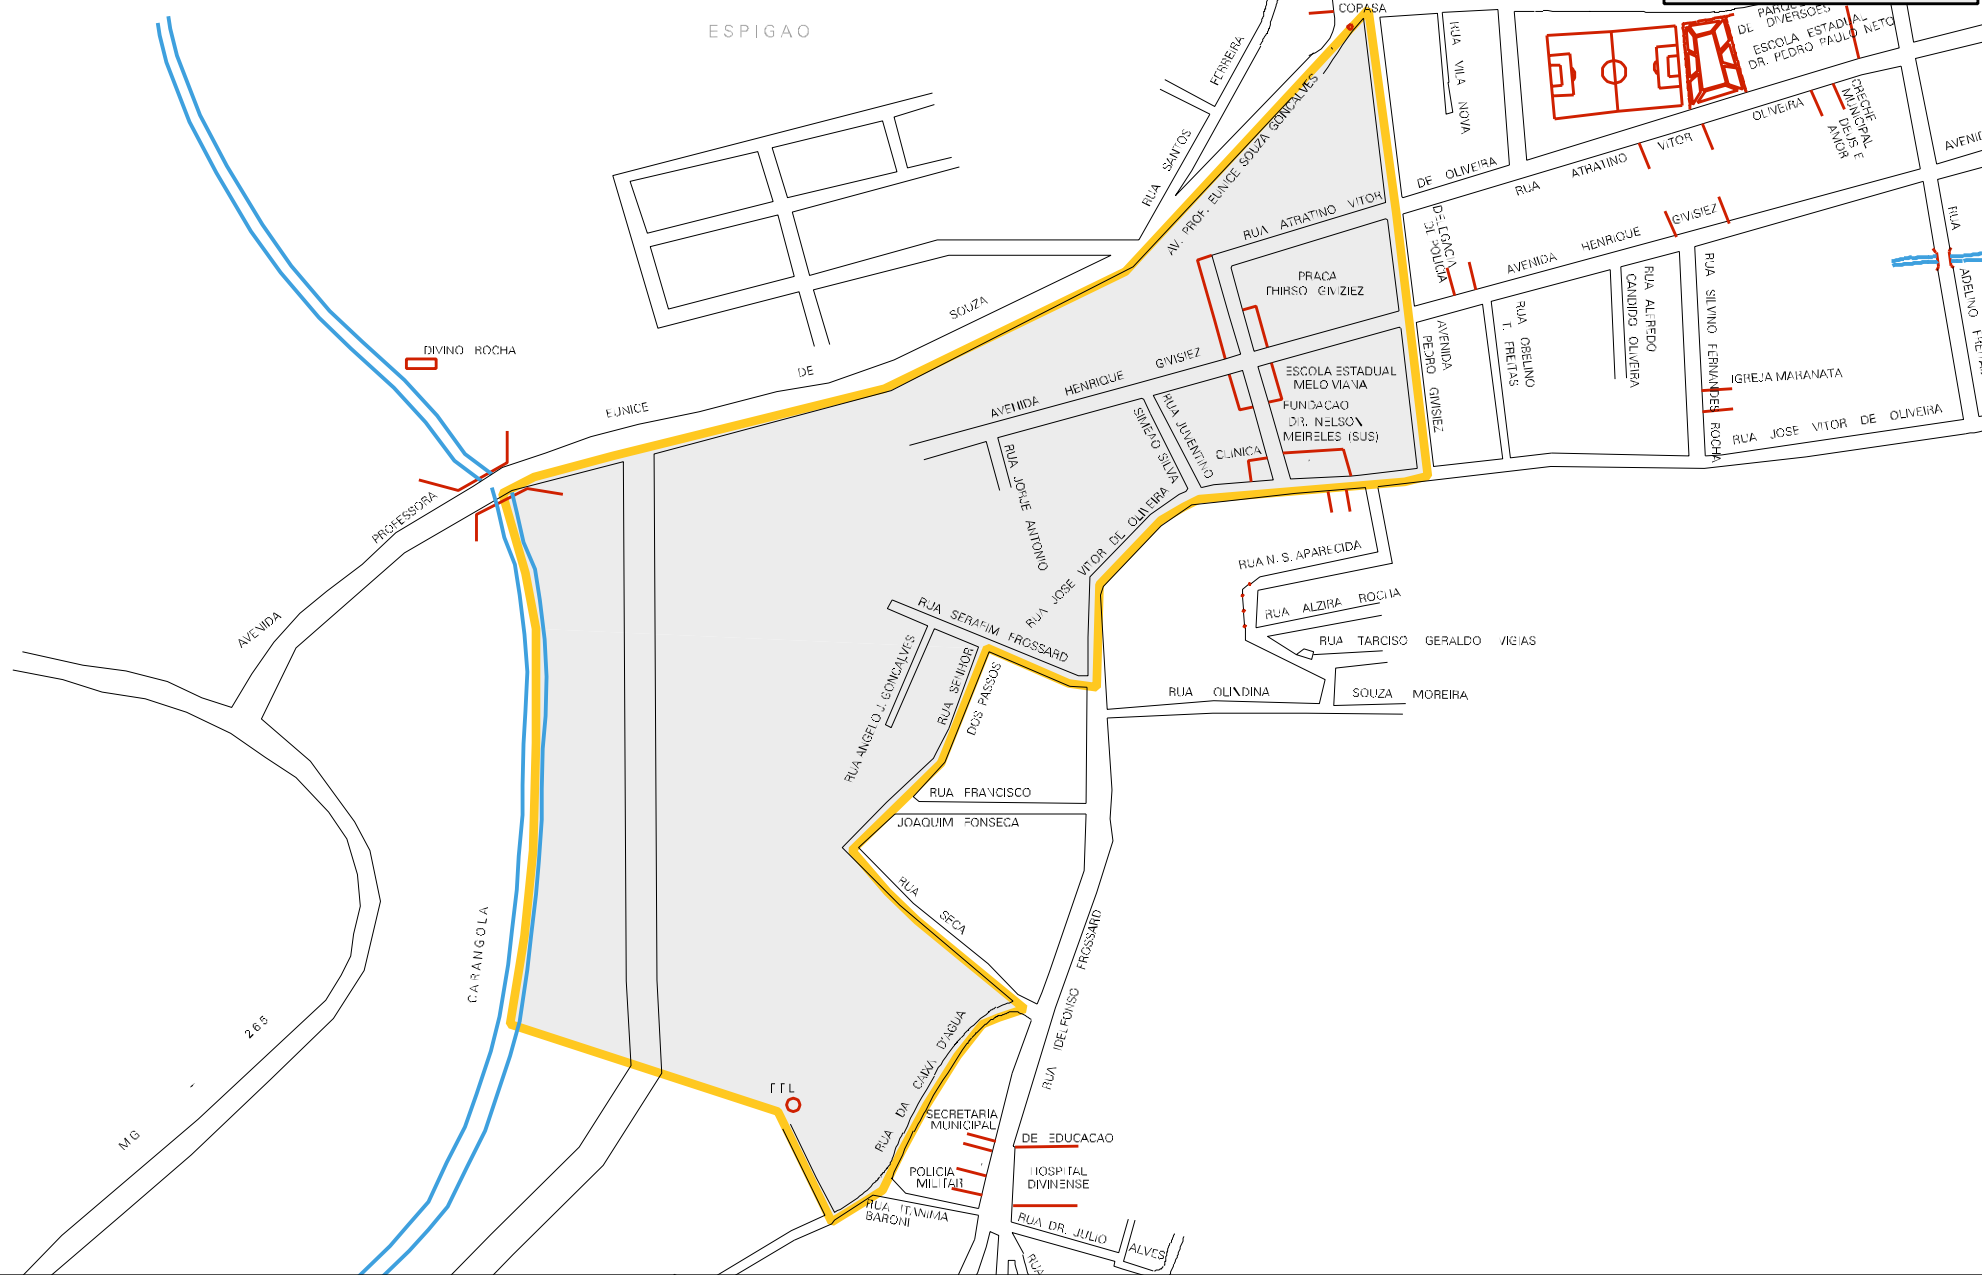 COPASA
ESPIGAO
RUA SANTOS FERREIRA
AV. PROF. EUNICE SOUZA GONCALVES
RUA VILA NOVA
PARQUE
DE DIVERSOES
ESCOLA ESTADUAL
DR. PEDRO PAULO NETO
CRECHE
MUNICIPAL
DEUS E
AMOR
DE OLIVEIRA
RUA ATRATINO VITOR OLIVEIRA
AVENID
RUA ATRATINO VITOR
DELEGACIA
DE POLICIA
AVENIDA HENRIQUE GIVISIEZ
RUA
ADELINO
PRACA
THIRSO GIVIZIEZ
RUA SILVINO FERNANDES ROCHA
RUA ALFREDO
CANDIDO OLIVEIRA
RUA OBELINO
T. FREITAS
AVENIDA
PEDRO GIVISIEZ
DIVINO ROCHA
AVENIDA PROFESSORA EUNICE DE SOUZA
AVENIDA HENRIQUE GIVISIEZ
ESCOLA ESTADUAL
MELO VIANA
FUNDACAO
DR. NELSON
MEIRELES (SUS)
CLINICA
IGREJA MARANATA
RUA JOSE VITOR DE OLIVEIRA
RUA JUVENTINO
SIMEAO SILVA
RUA JORJE ANTONIO
RUA JOSE VITOR DE OLIVEIRA
RUA N. S. APARECIDA
RUA ALZIRA ROCHA
RUA TARCISO GERALDO VIGIAS
RUA SERAFIM FROSSARD
RUA ANGELO J. GONCALVES
RUA SENHOR
DOS PASSOS
RUA OLINDINA
SOUZA MOREIRA
RUA FRANCISCO
JOAQUIM FONSECA
RUA SECA
CARANGOLA
RUA IDELFONSO FROSSARD
MG 265
RUA DA CAIXA D'AGUA
SECRETARIA
MUNICIPAL
DE EDUCACAO
POLICIA
MILITAR
HOSPITAL
DIVINENSE
RUA ITANIMA
BARONI
RUA DR. JULIO
ALVES
RUA